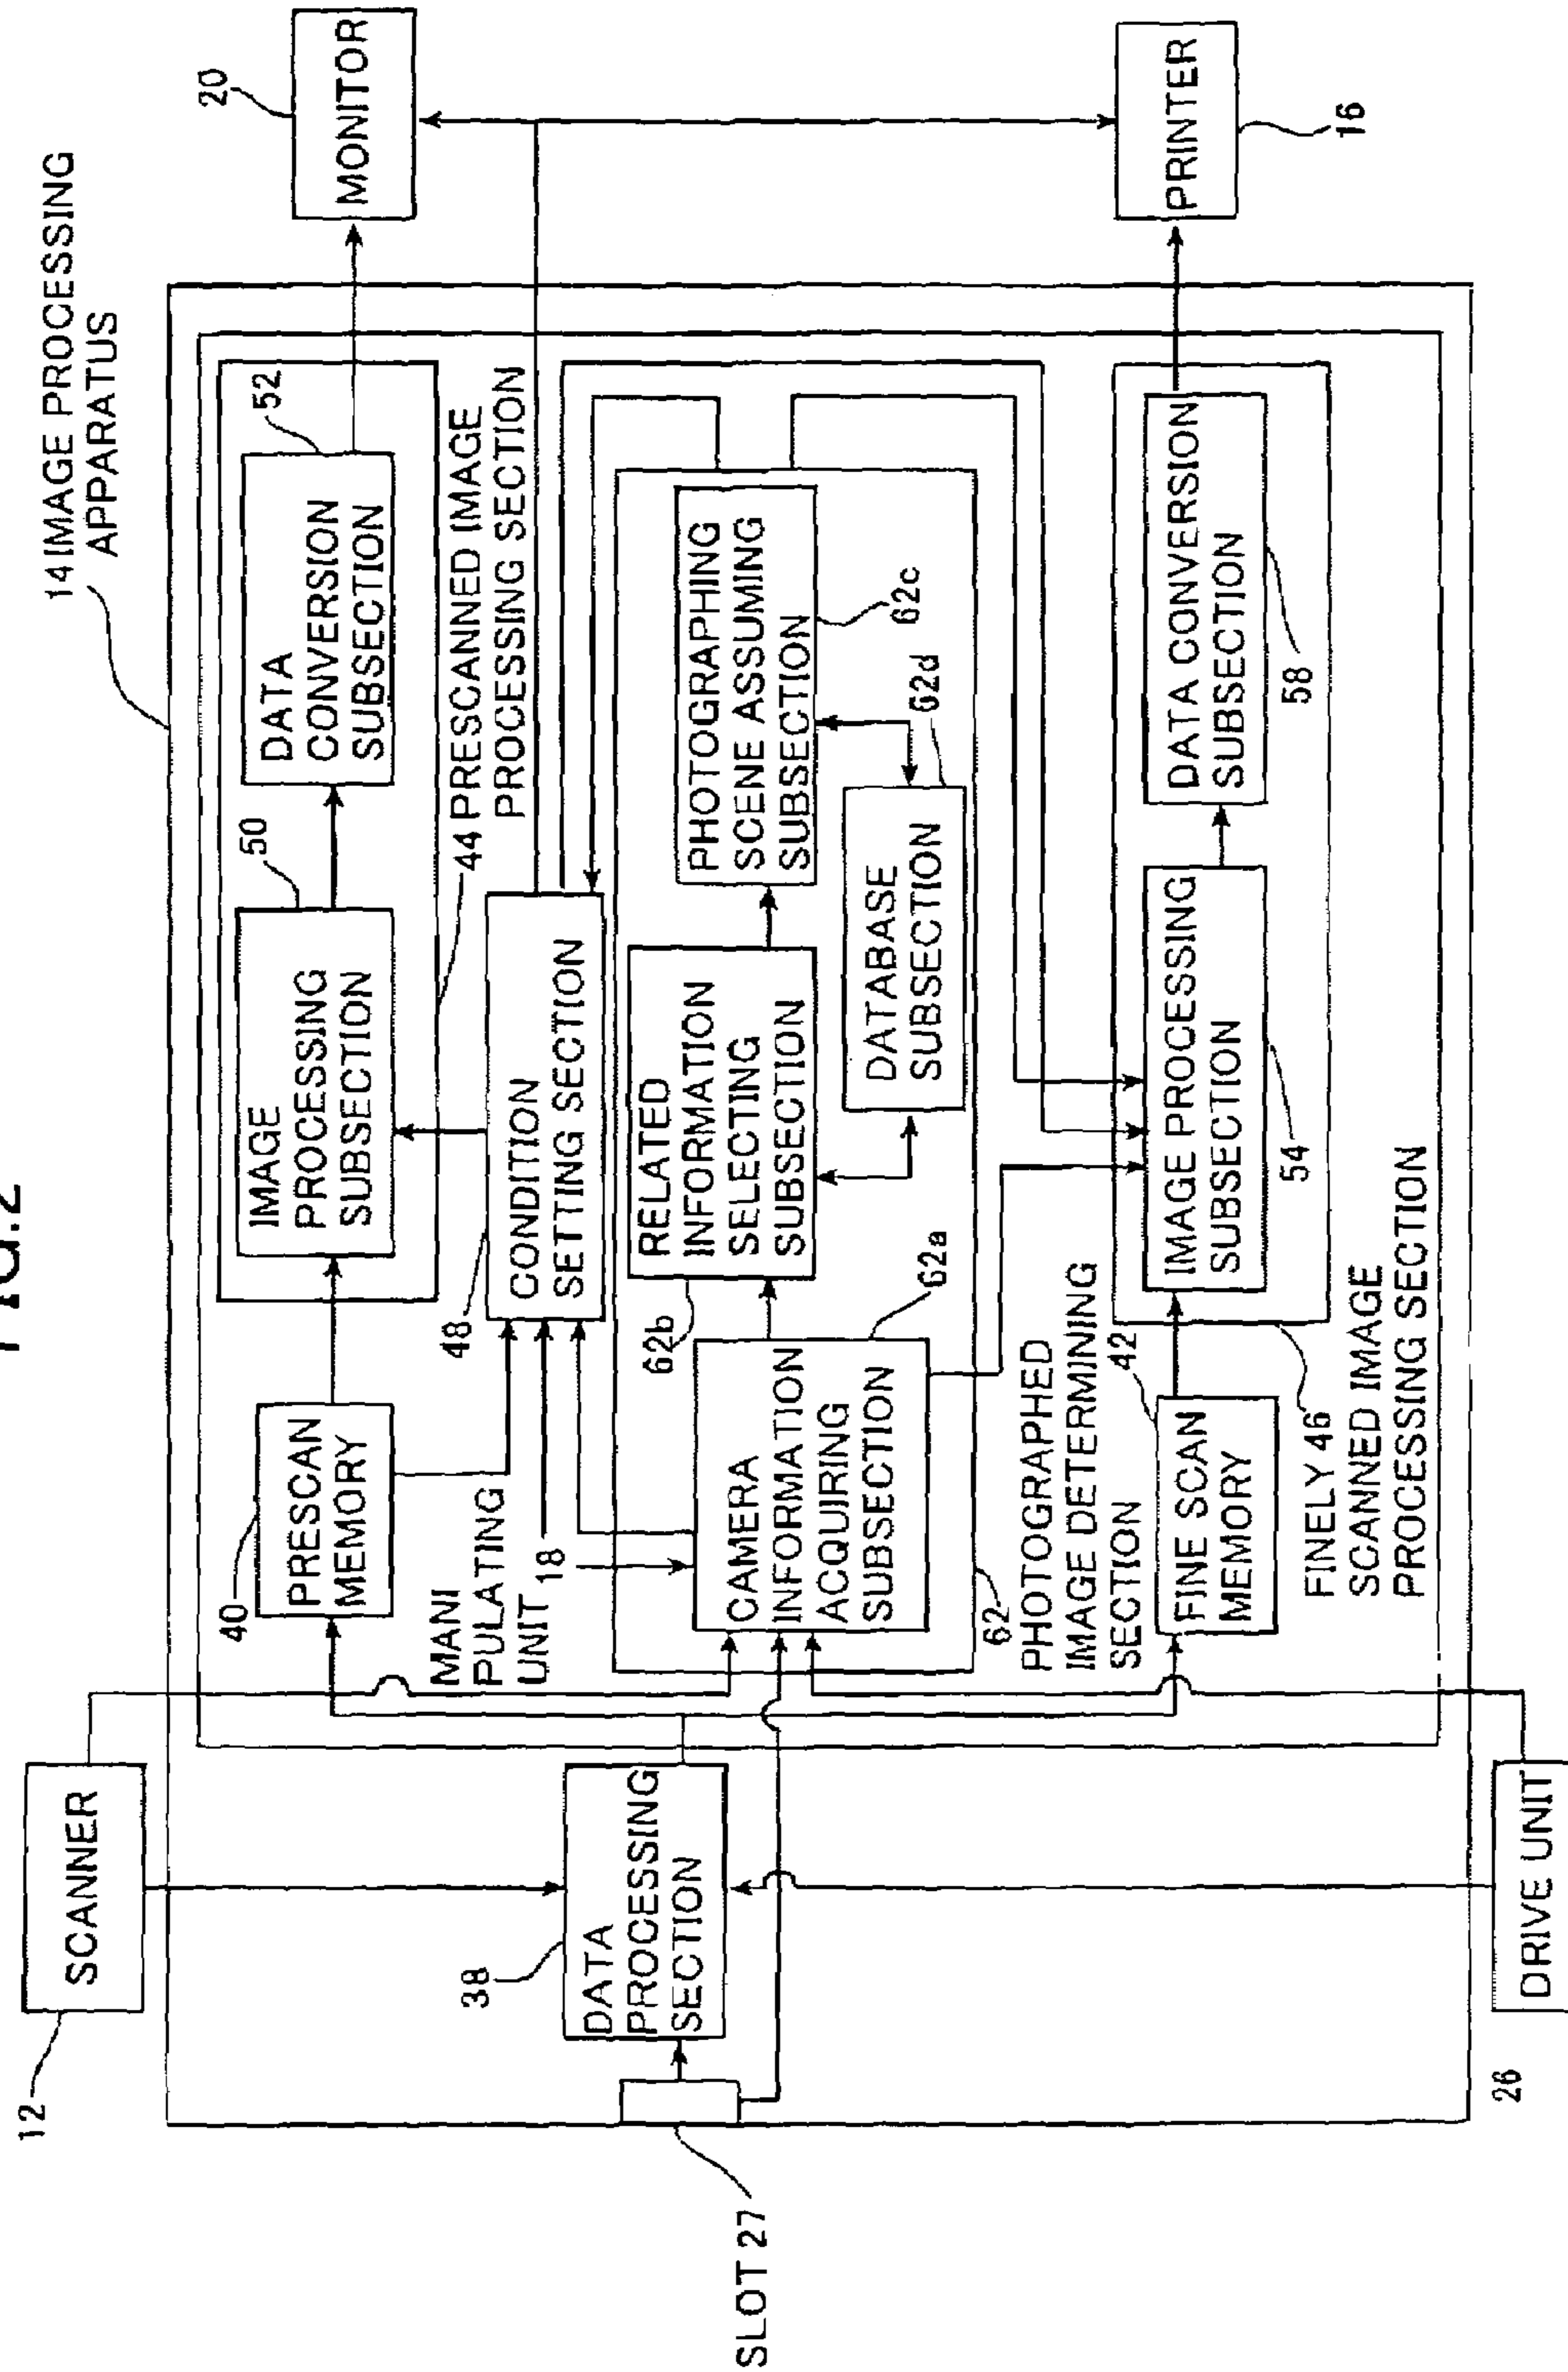 FIG.2
14 IMAGE PROCESSING
APPARATUS
12
SCANNER
20
MONITOR
40
PRESCAN
MEMORY
50
IMAGE
PROCESSING
SUBSECTION
52
DATA
CONVERSION
SUBSECTION
44 PRESCANNED IMAGE
PROCESSING SECTION
MANI
PULATING
UNIT
18
48
CONDITION
SETTING SECTION
38
DATA
PROCESSING
SECTION
SLOT 27
CAMERA
INFORMATION
ACQUIRING
SUBSECTION
62a
62b
RELATED
INFORMATION
SELECTING
SUBSECTION
PHOTOGRAPHING
SCENE ASSUMING
SUBSECTION
62c
DATABASE
SUBSECTION
62d
62
PHOTOGRAPHED
IMAGE DETERMINING
SECTION
42
FINE SCAN
MEMORY
IMAGE PROCESSING
SUBSECTION
54
DATA CONVERSION
SUBSECTION
58
FINELY 46
SCANNED IMAGE
PROCESSING SECTION
PRINTER
16
26
DRIVE UNIT